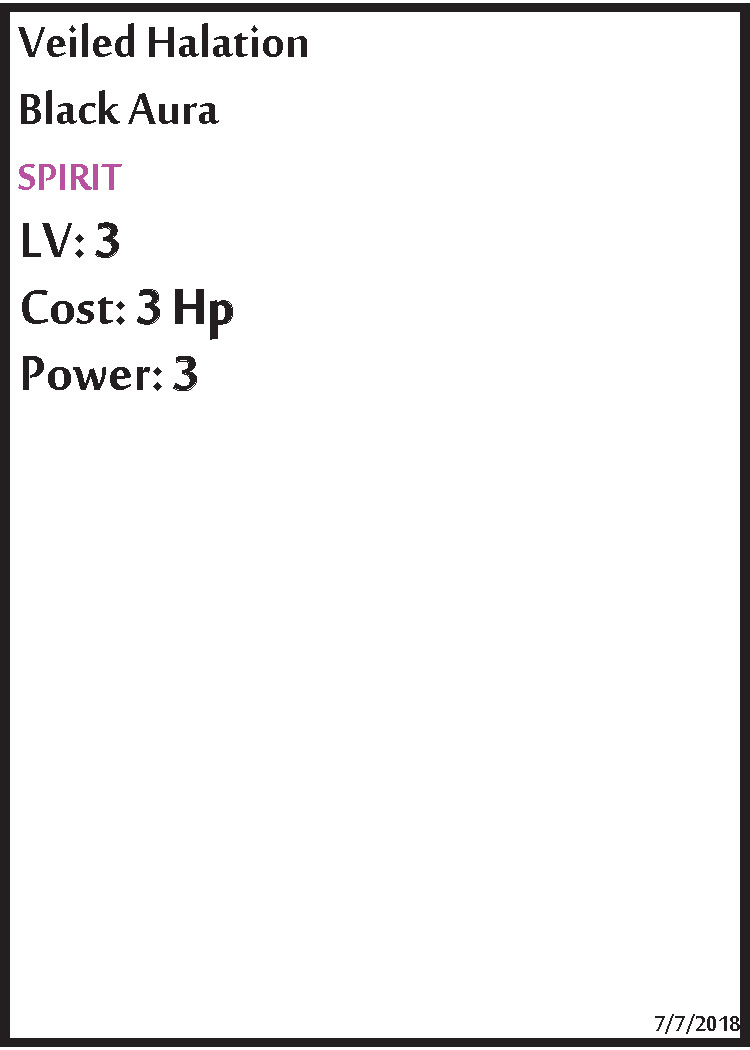 Veiled Halation
Black Aura
SPIRIT
LV: 3
Cost: 3 Hp
Power: 3
7/7/2018